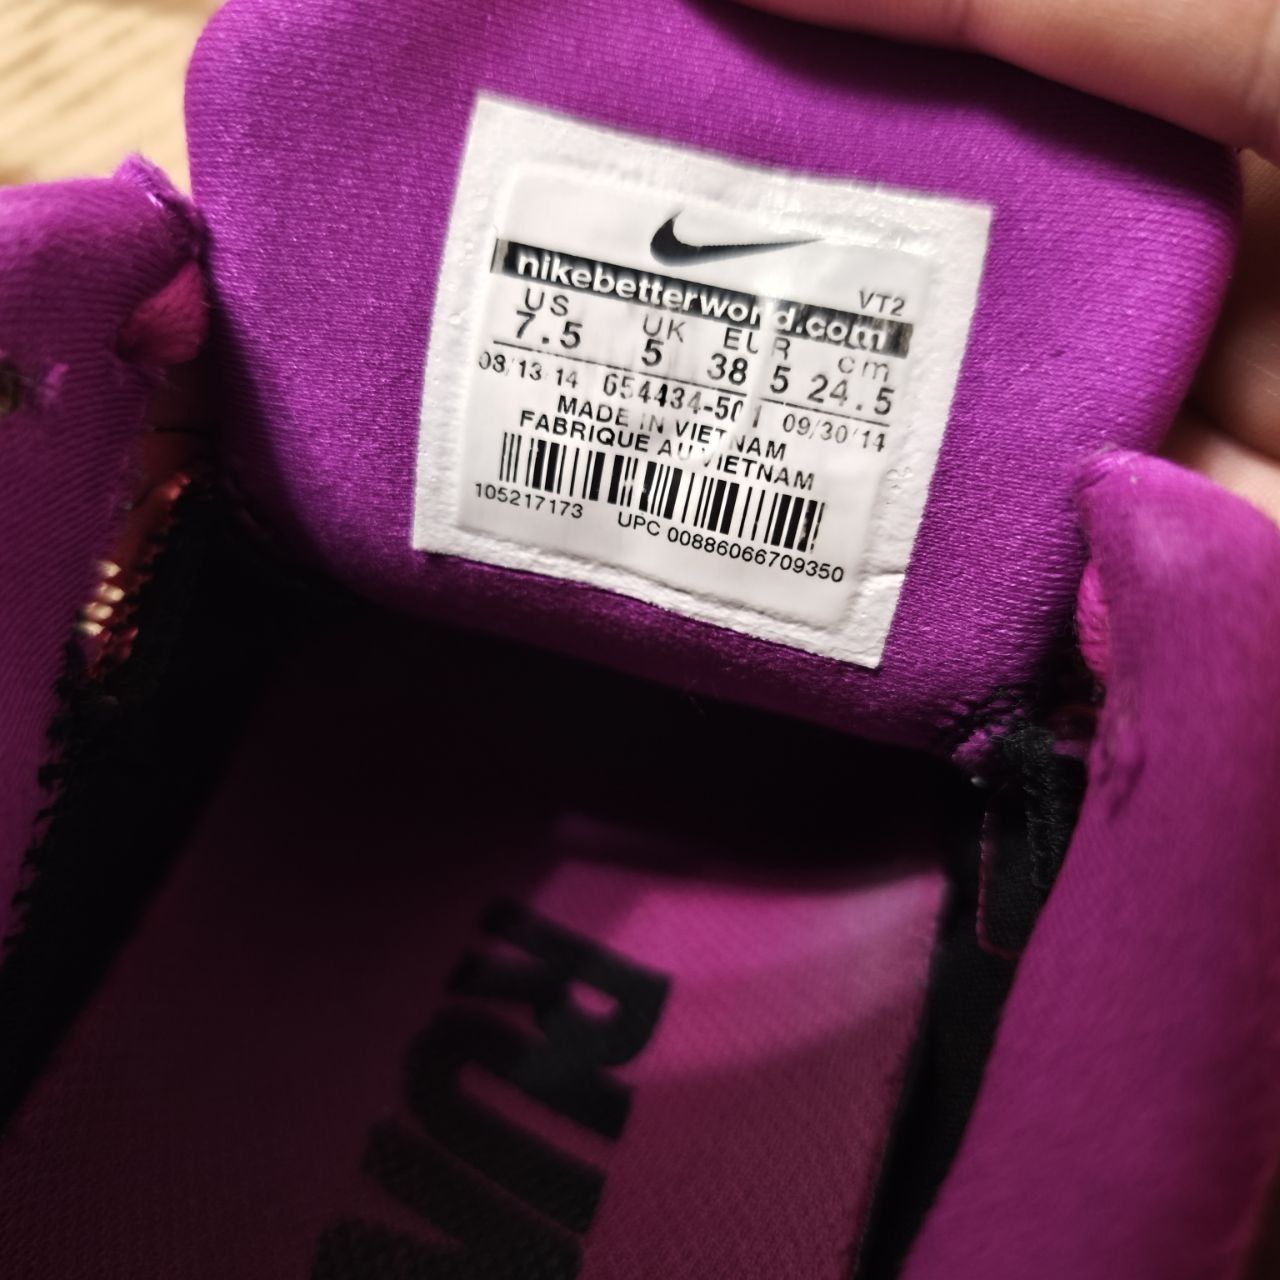 nikebetterworld.com
VT2
US UK EUR cm
7.5 5 38.5 24.5
08/13/14 654434-501 09/30/14
MADE IN VIETNAM
FABRIQUE AU VIETNAM
105217173 UPC 00886066709350
RU